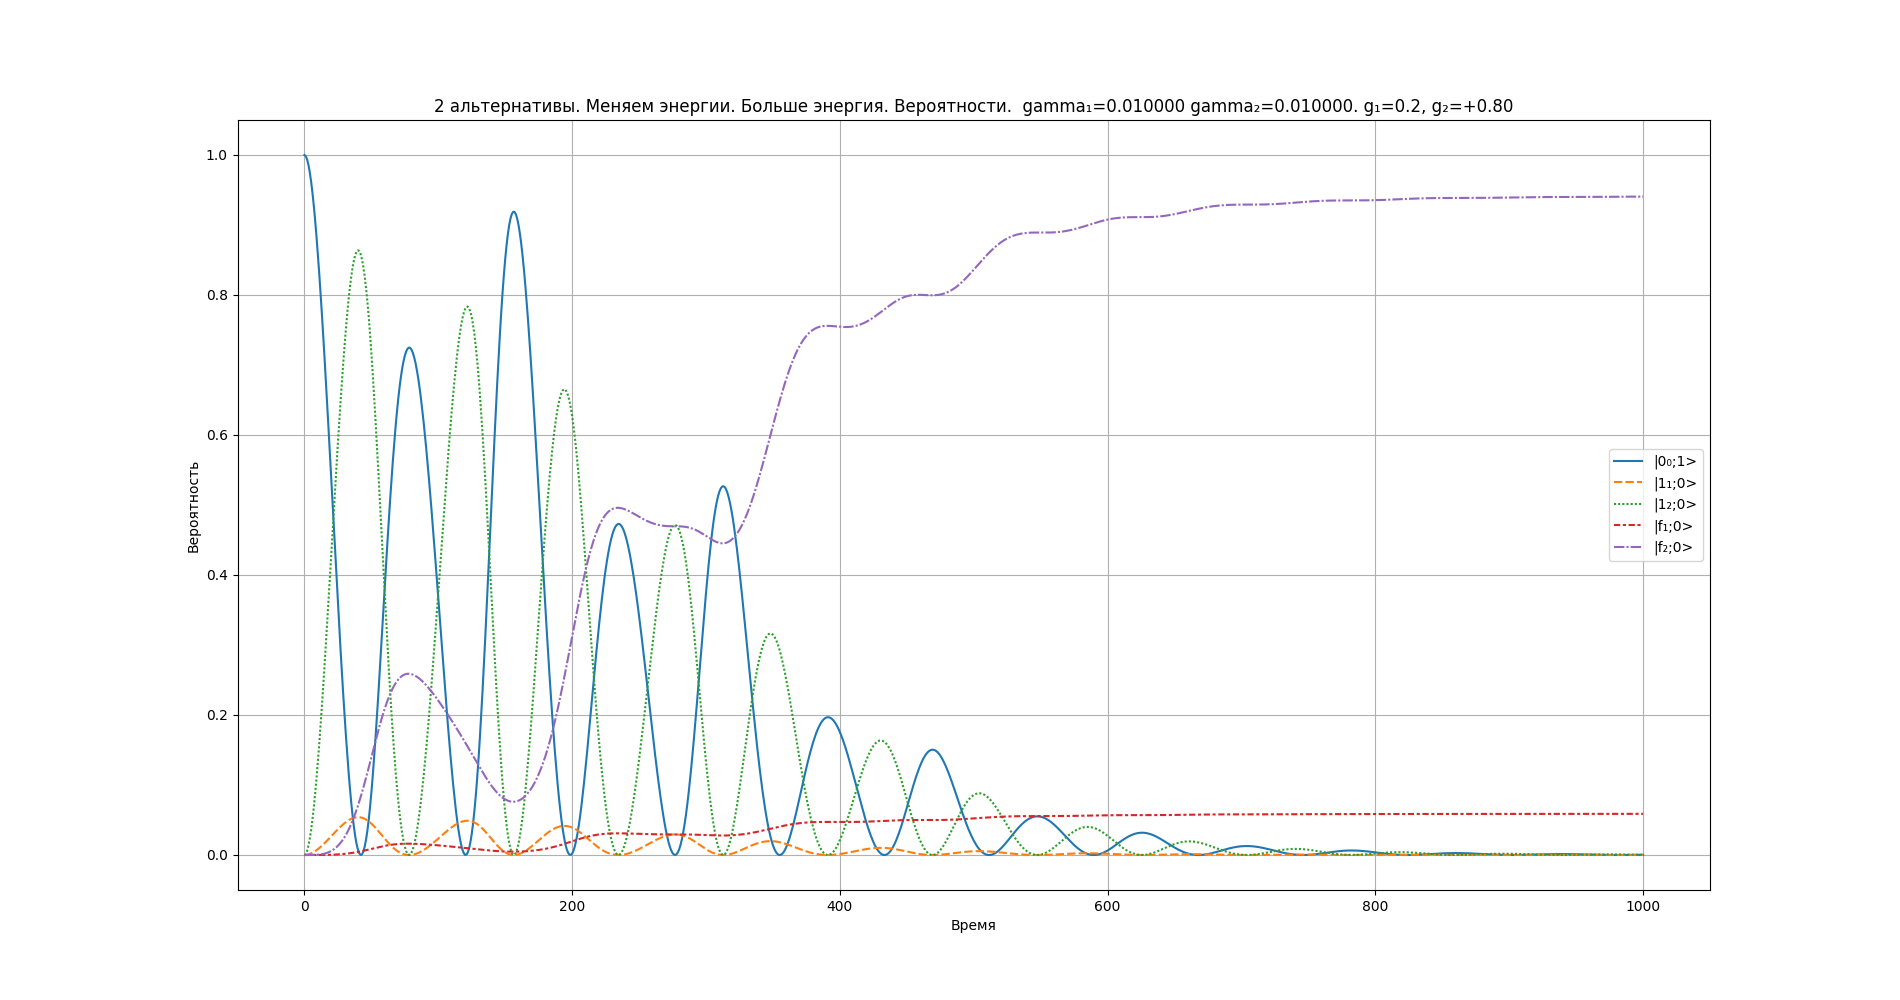 2 альтернативы. Меняем энергии. Больше энергия. Вероятности.  gamma₁=0.010000 gamma₂=0.010000. g₁=0.2, g₂=+0.80
1.0
0.8
0.6
0.4
0.2
0.0
Вероятность
|0₀;1>
|1₁;0>
|1₂;0>
|f₁;0>
|f₂;0>
0 200 400 600 800 1000
Время